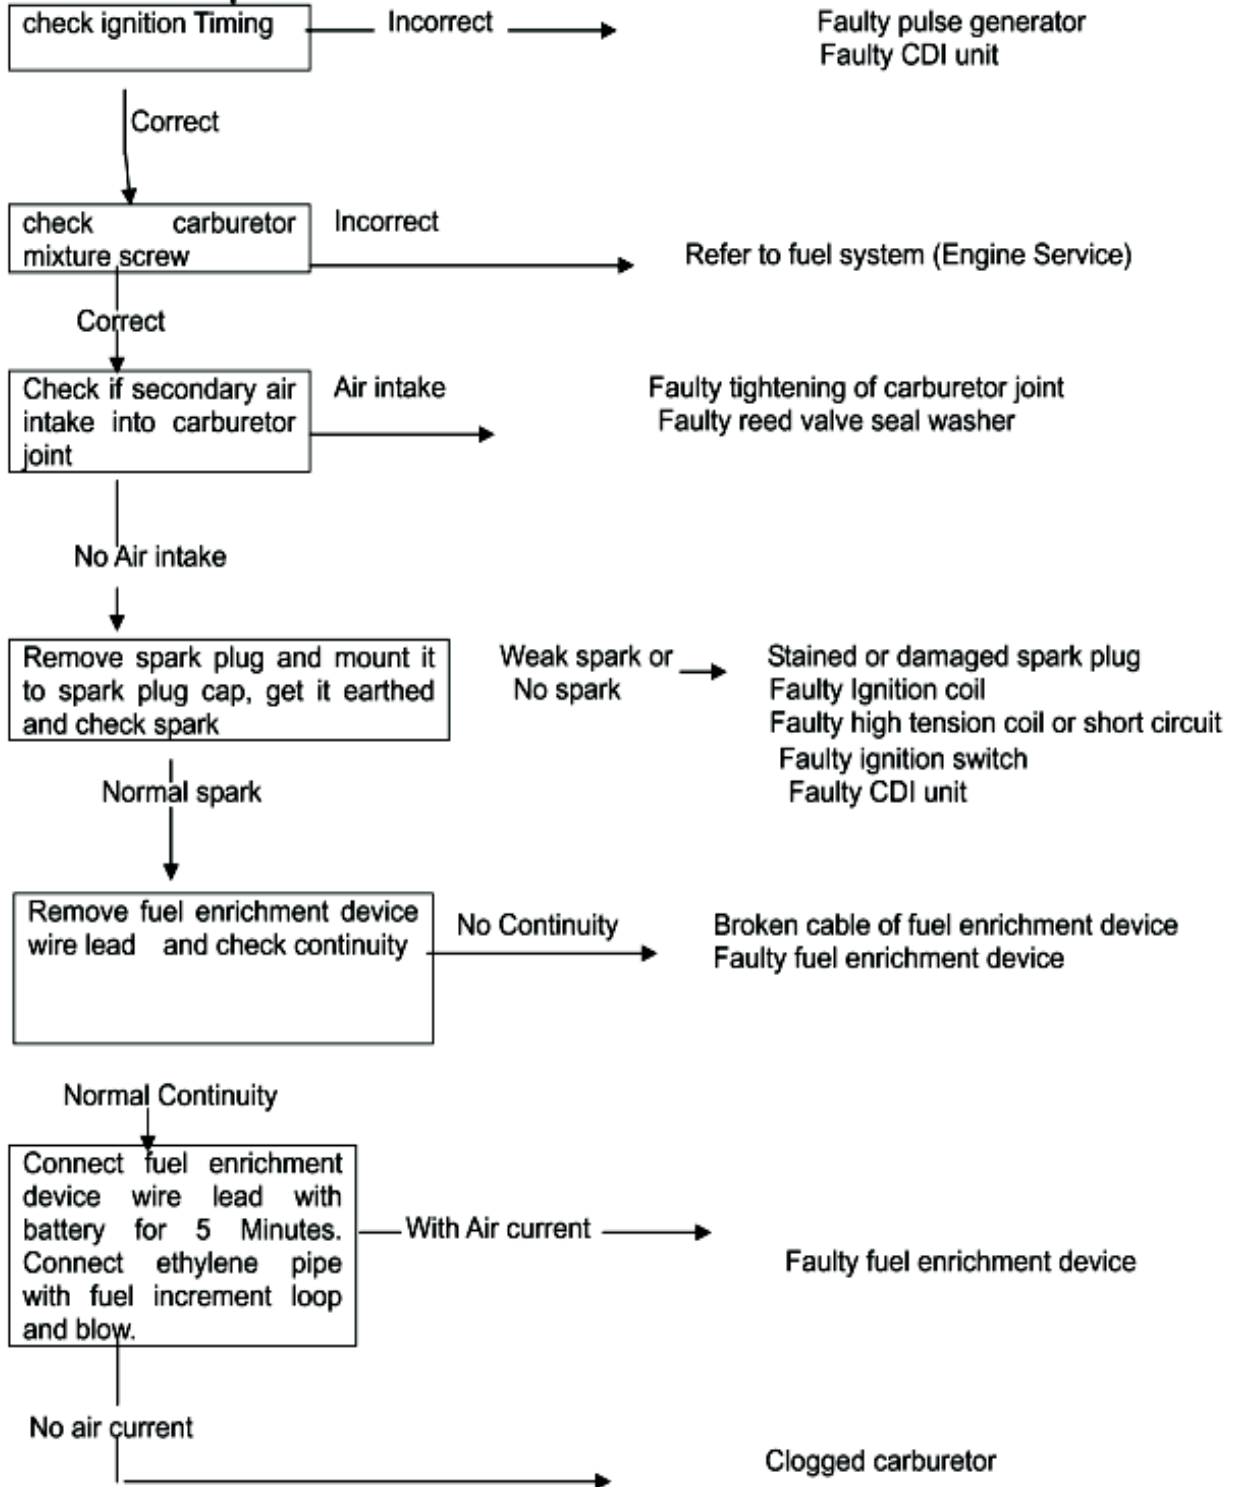 check ignition Timing
Incorrect
Faulty pulse generator
Faulty CDI unit
Correct
check carburetor
mixture screw
Incorrect
Refer to fuel system (Engine Service)
Correct
Check if secondary air
intake into carburetor
joint
Air intake
Faulty tightening of carburetor joint
Faulty reed valve seal washer
No Air intake
Remove spark plug and mount it
to spark plug cap, get it earthed
and check spark
Weak spark or
No spark
Stained or damaged spark plug
Faulty Ignition coil
Faulty high tension coil or short circuit
Faulty ignition switch
Faulty CDI unit
Normal spark
Remove fuel enrichment device
wire lead and check continuity
No Continuity
Broken cable of fuel enrichment device
Faulty fuel enrichment device
Normal Continuity
Connect fuel enrichment
device wire lead with
battery for 5 Minutes.
Connect ethylene pipe
with fuel increment loop
and blow.
With Air current
Faulty fuel enrichment device
No air current
Clogged carburetor